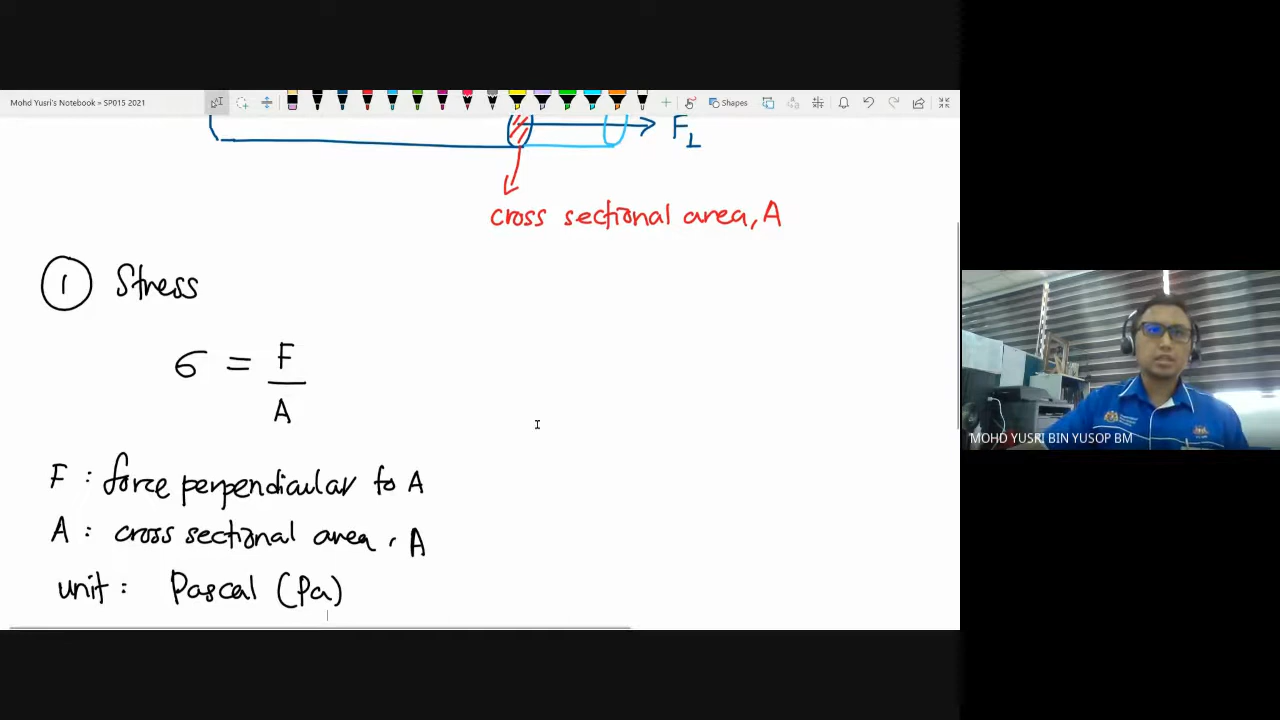 Mohd Yusri's Notebook » SP015 2021
Shapes
F⊥
cross sectional area, A
① Stress
σ = F
A
F : force perpendicular to A
A : cross sectional area, A
unit : Pascal (Pa)
MOHD YUSRI BIN YUSOP BM